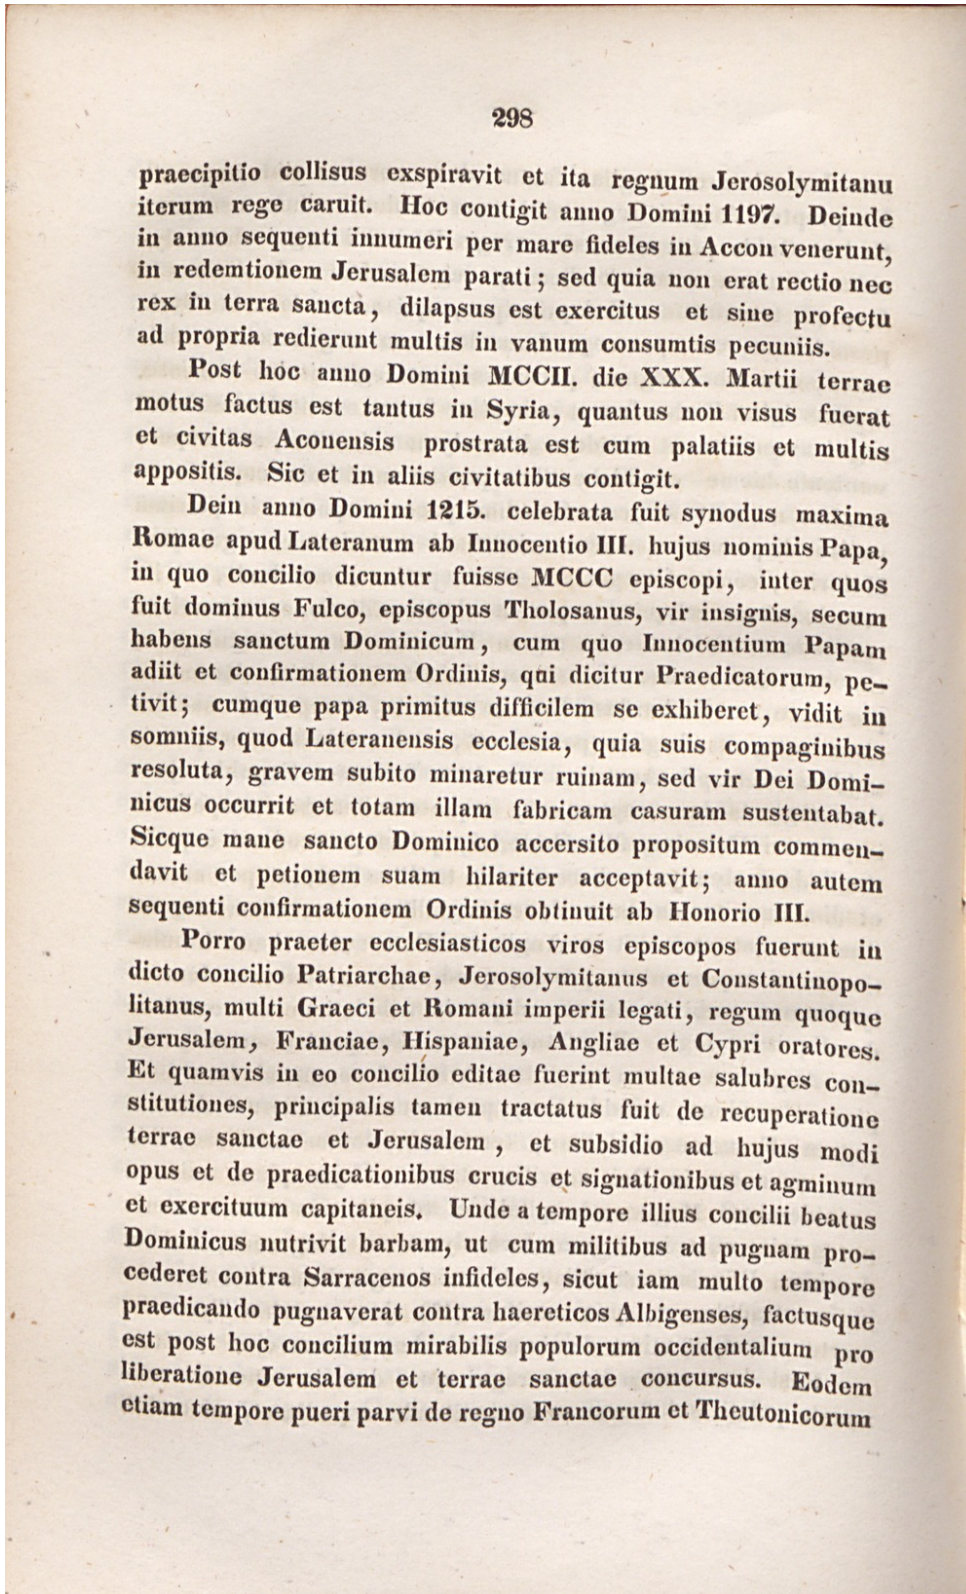 298
praecipitio collisus exspiravit et ita regnum Jerosolymitanu
iterum rege caruit. Hoc contigit anno Domini 1197. Deinde
in anno sequenti innumeri per mare fideles in Accon venerunt,
in redemtionem Jerusalem parati; sed quia non erat rectio nec
rex in terra sancta, dilapsus est exercitus et sine profectu
ad propria redierunt multis in vanum consumtis pecuniis.
Post hoc anno Domini MCCII. die XXX. Martii terrae
motus factus est tantus in Syria, quantus non visus fuerat
et civitas Aconensis prostrata est cum palatiis et multis
appositis. Sic et in aliis civitatibus contigit.
Dein anno Domini 1215. celebrata fuit synodus maxima
Romae apud Lateranum ab Innocentio III. hujus nominis Papa,
in quo concilio dicuntur fuisse MCCC episcopi, inter quos
fuit dominus Fulco, episcopus Tholosanus, vir insignis, secum
habens sanctum Dominicum, cum quo Innocentium Papam
adiit et confirmationem Ordinis, qui dicitur Praedicatorum, pe-
tivit; cumque papa primitus difficilem se exhiberet, vidit in
somniis, quod Lateranensis ecclesia, quia suis compaginibus
resoluta, gravem subito minaretur ruinam, sed vir Dei Domi-
nicus occurrit et totam illam fabricam casuram sustentabat.
Sicque mane sancto Dominico accersito propositum commen-
davit et petionem suam hilariter acceptavit; anno autem
sequenti confirmationem Ordinis obtinuit ab Honorio III.
Porro praeter ecclesiasticos viros episcopos fuerunt in
dicto concilio Patriarchae, Jerosolymitanus et Constantinopo-
litanus, multi Graeci et Romani imperii legati, regum quoque
Jerusalem, Franciae, Hispaniae, Angliae et Cypri oratores.
Et quamvis in eo concilio editae fuerint multae salubres con-
stitutiones, principalis tamen tractatus fuit de recuperatione
terrae sanctae et Jerusalem , et subsidio ad hujus modi
opus et de praedicationibus crucis et signationibus et agminum
et exercituum capitaneis. Unde a tempore illius concilii beatus
Dominicus nutrivit barbam, ut cum militibus ad pugnam pro-
cederet contra Sarracenos infideles, sicut iam multo tempore
praedicando pugnaverat contra haereticos Albigenses, factusque
est post hoc concilium mirabilis populorum occidentalium pro
liberatione Jerusalem et terrae sanctae concursus. Eodem
etiam tempore pueri parvi de regno Francorum et Theutonicorum